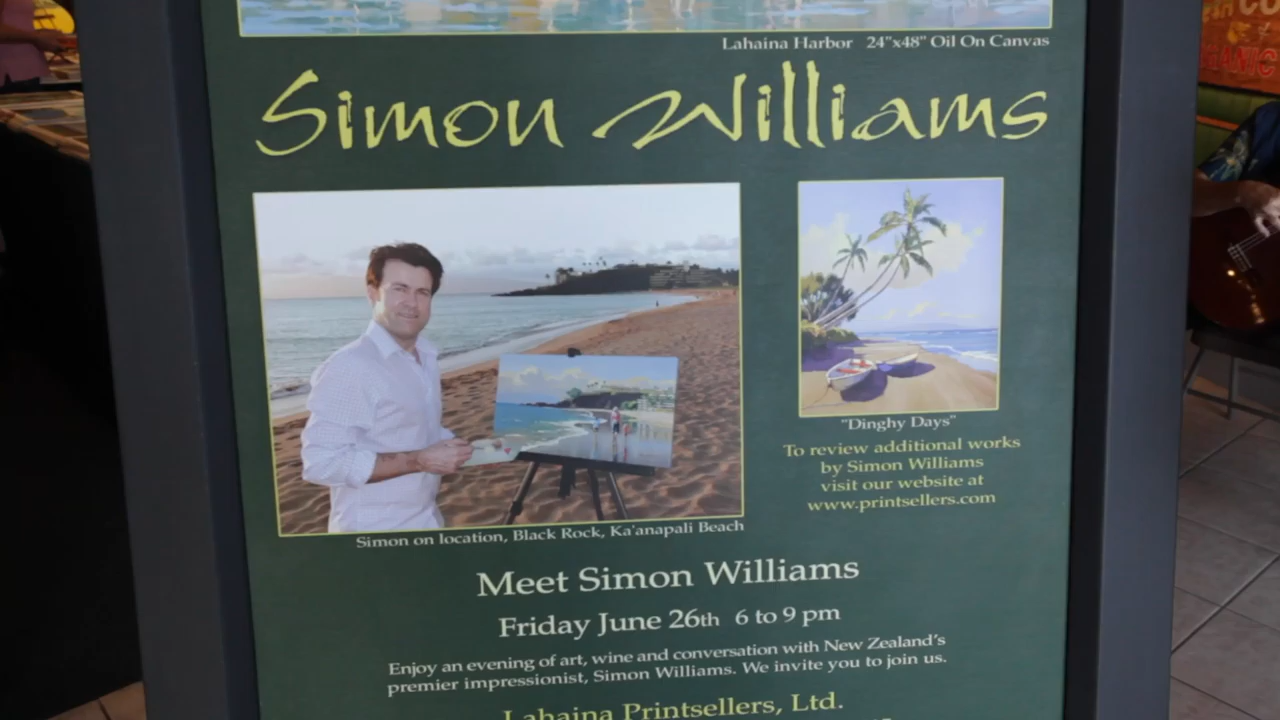 Lahaina Harbor 24"x48" Oil On Canvas
Simon Williams
"Dinghy Days"
To review additional works
by Simon Williams
visit our website at
www.printsellers.com
Simon on location, Black Rock, Ka'anapali Beach
Meet Simon Williams
Friday June 26th 6 to 9 pm
Enjoy an evening of art, wine and conversation with New Zealand's
premier impressionist, Simon Williams. We invite you to join us.
Lahaina Printsellers, Ltd.